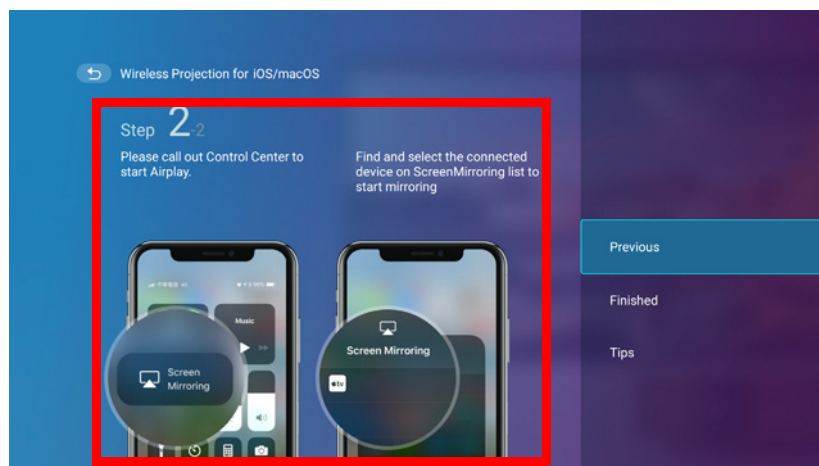 Wireless Projection for iOS/macOS
Step 2-2
Please call out Control Center to
start Airplay.
Find and select the connected
device on ScreenMirroring list to
start mirroring
Music
Screen
Mirroring
Screen Mirroring
tv
Previous
Finished
Tips